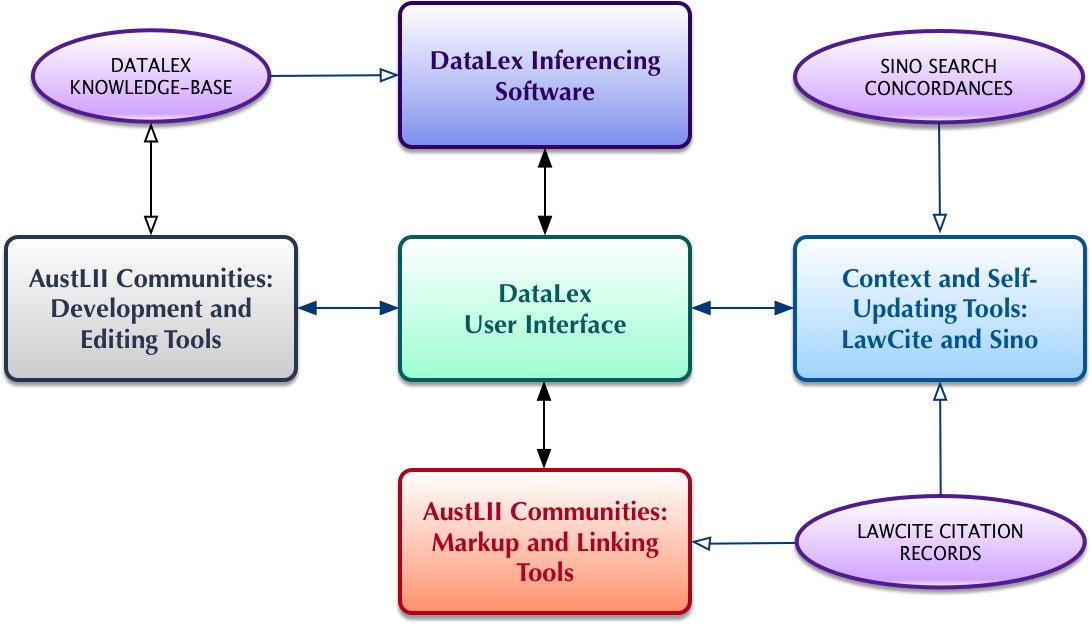 DATALEX
KNOWLEDGE-BASE
DataLex Inferencing
Software
SINO SEARCH
CONCORDANCES
AustLII Communities:
Development and
Editing Tools
DataLex
User Interface
Context and Self-
Updating Tools:
LawCite and Sino
AustLII Communities:
Markup and Linking
Tools
LAWCITE CITATION
RECORDS